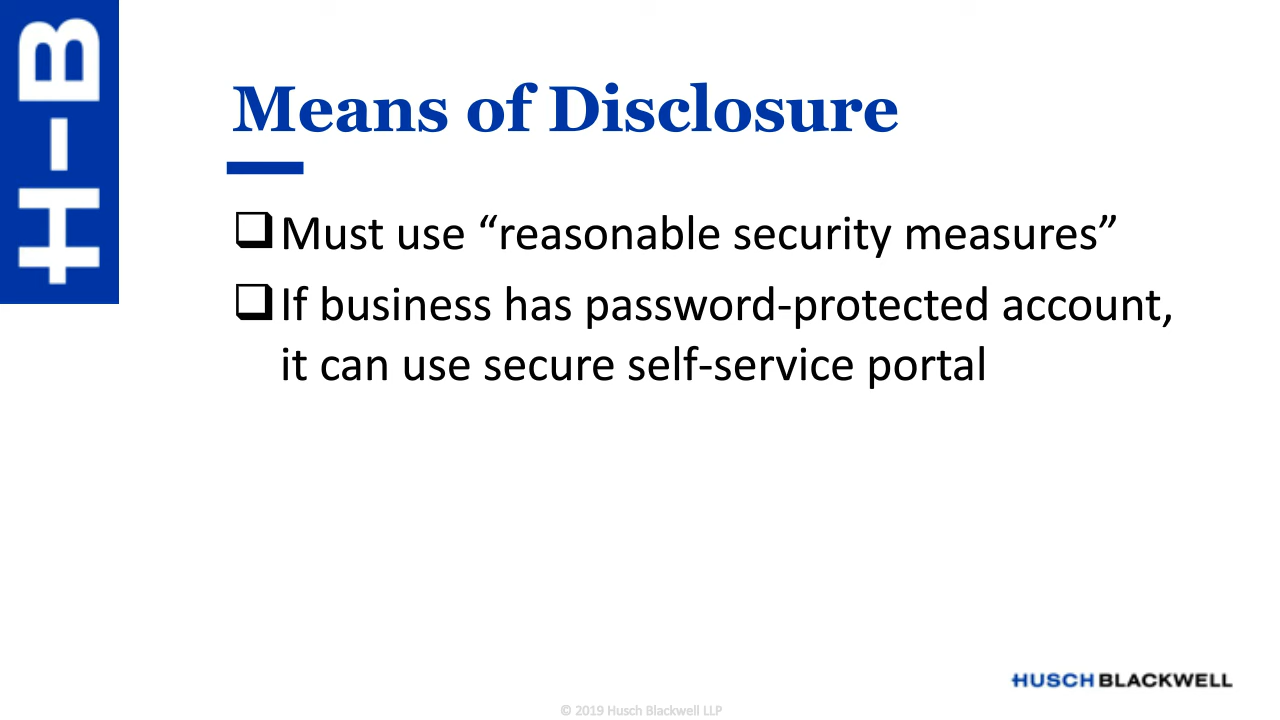 H-B
Means of Disclosure
❑ Must use “reasonable security measures”
❑ If business has password-protected account,
it can use secure self-service portal
HUSCH BLACKWELL
© 2019 Husch Blackwell LLP